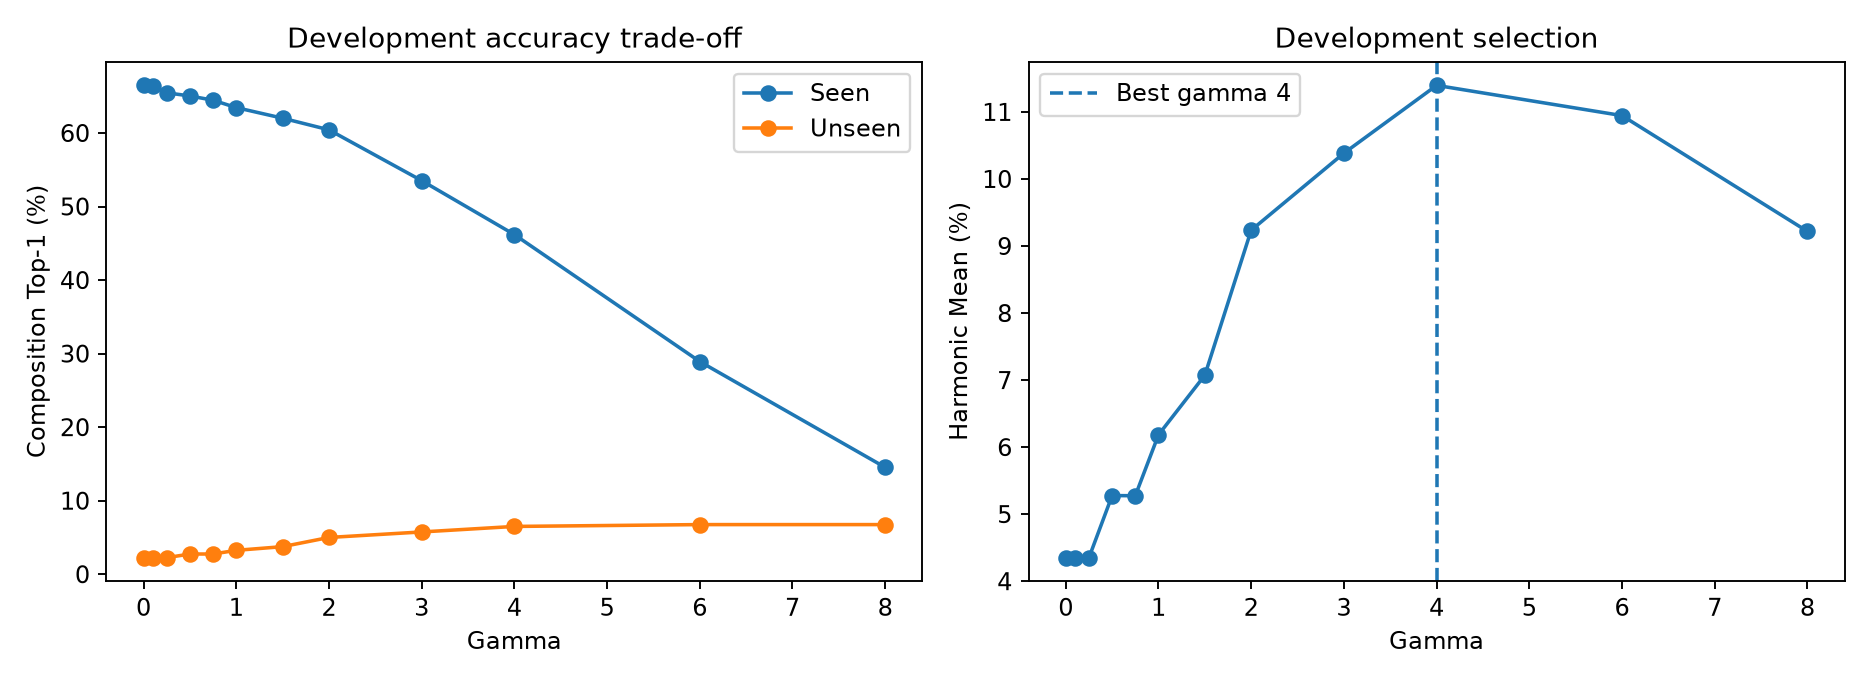 Development accuracy trade-off
Composition Top-1 (%)
60
50
40
30
20
10
0
0 1 2 3 4 5 6 7 8
Gamma
Seen
Unseen
Development selection
Harmonic Mean (%)
11
10
9
8
7
6
5
4
0 1 2 3 4 5 6 7 8
Gamma
Best gamma 4